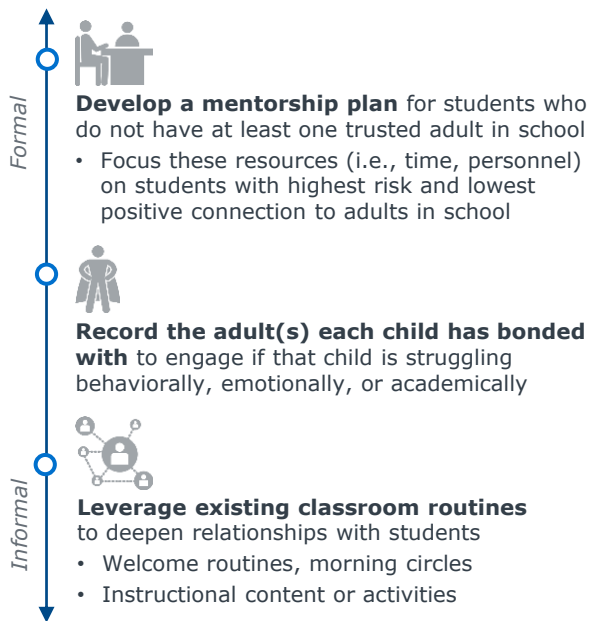 Formal
Develop a mentorship plan for students who
do not have at least one trusted adult in school
• Focus these resources (i.e., time, personnel)
on students with highest risk and lowest
positive connection to adults in school
Record the adult(s) each child has bonded
with to engage if that child is struggling
behaviorally, emotionally, or academically
Informal
Leverage existing classroom routines
to deepen relationships with students
• Welcome routines, morning circles
• Instructional content or activities